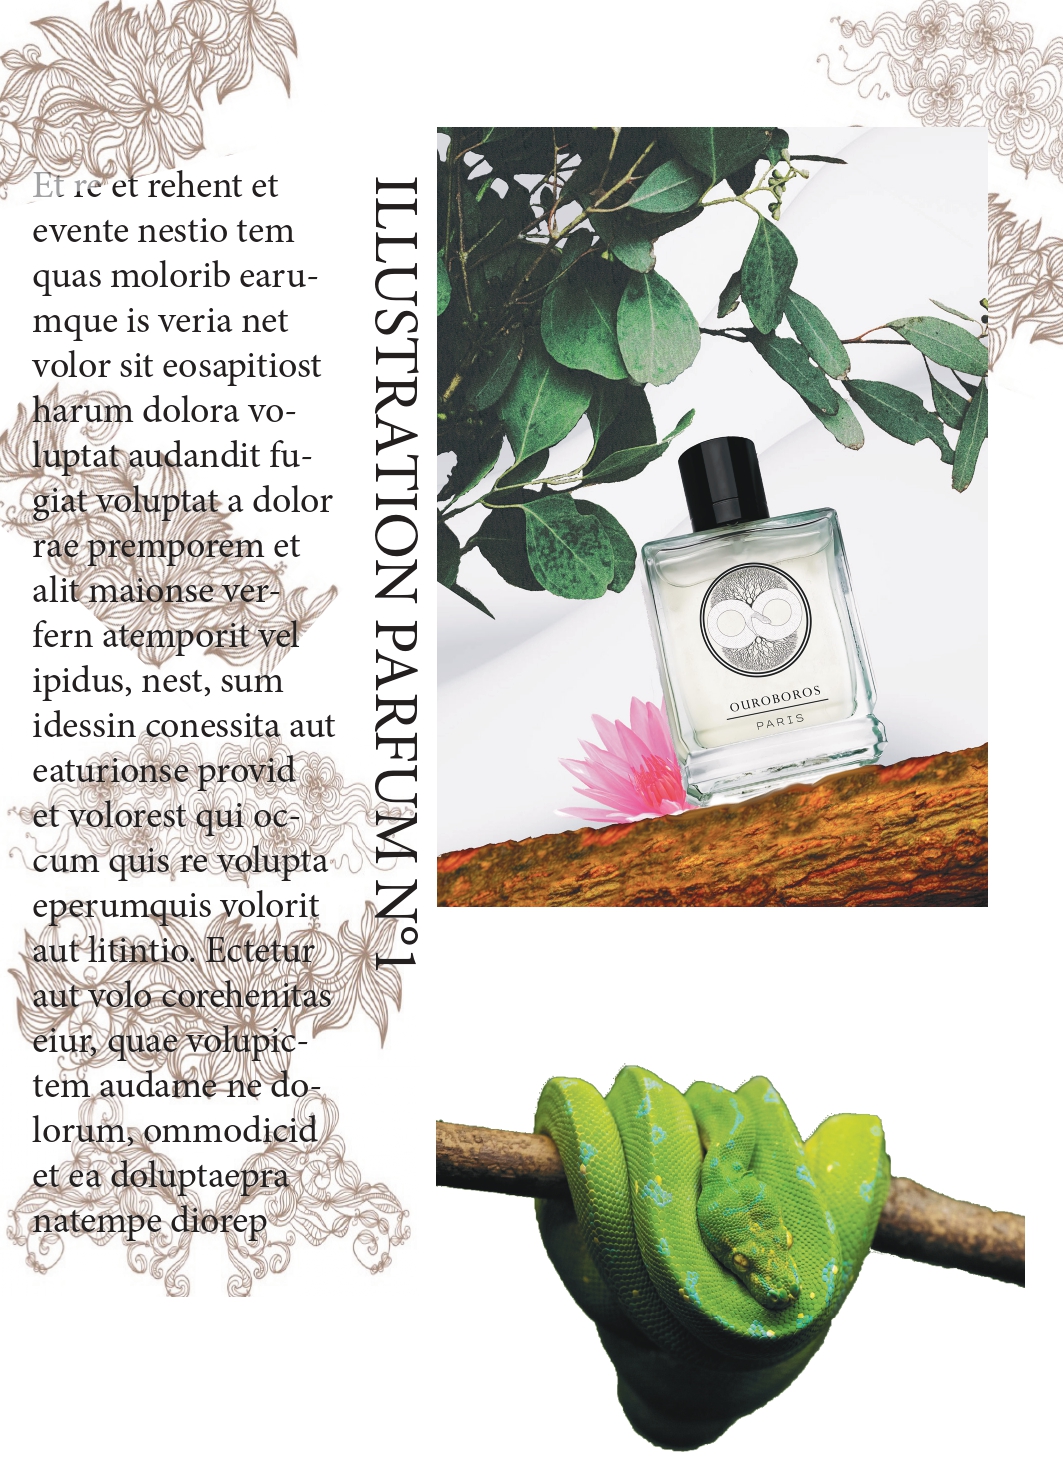 Et re et rehent et
evente nestio tem
quas molorib earu-
mque is veria net
volor sit eosapitiost
harum dolora vo-
luptat audandit fu-
giat voluptat a dolor
rae premporem et
alit maionse ver-
fern atemporit vel
ipidus, nest, sum
idessin conessita aut
eaturionse provid
et volorest qui oc-
cum quis re volupta
eperumquis volorit
aut litintio. Ectetur
aut volo corehenitas
eiur, quae volupic-
tem audame ne do-
lorum, ommodicid
et ea doluptaepra
natempe diorep
ILLUSTRATION PARFUM N°1
OUROBOROS
PARIS